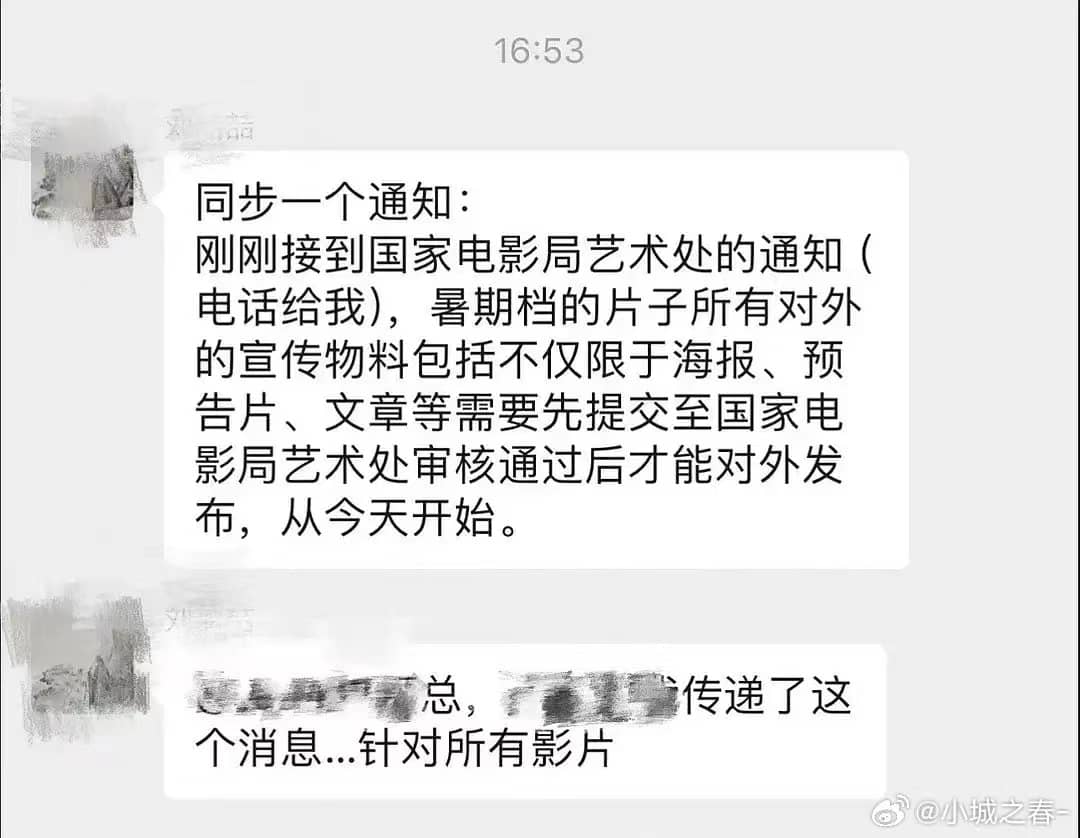 16:53
同步一个通知：
刚刚接到国家电影局艺术处的通知（
电话给我），暑期档的片子所有对外
的宣传物料包括不仅限于海报、预
告片、文章等需要先提交至国家电
影局艺术处审核通过后才能对外发
布，从今天开始。
总，传递了这
个消息...针对所有影片
@小城之春-